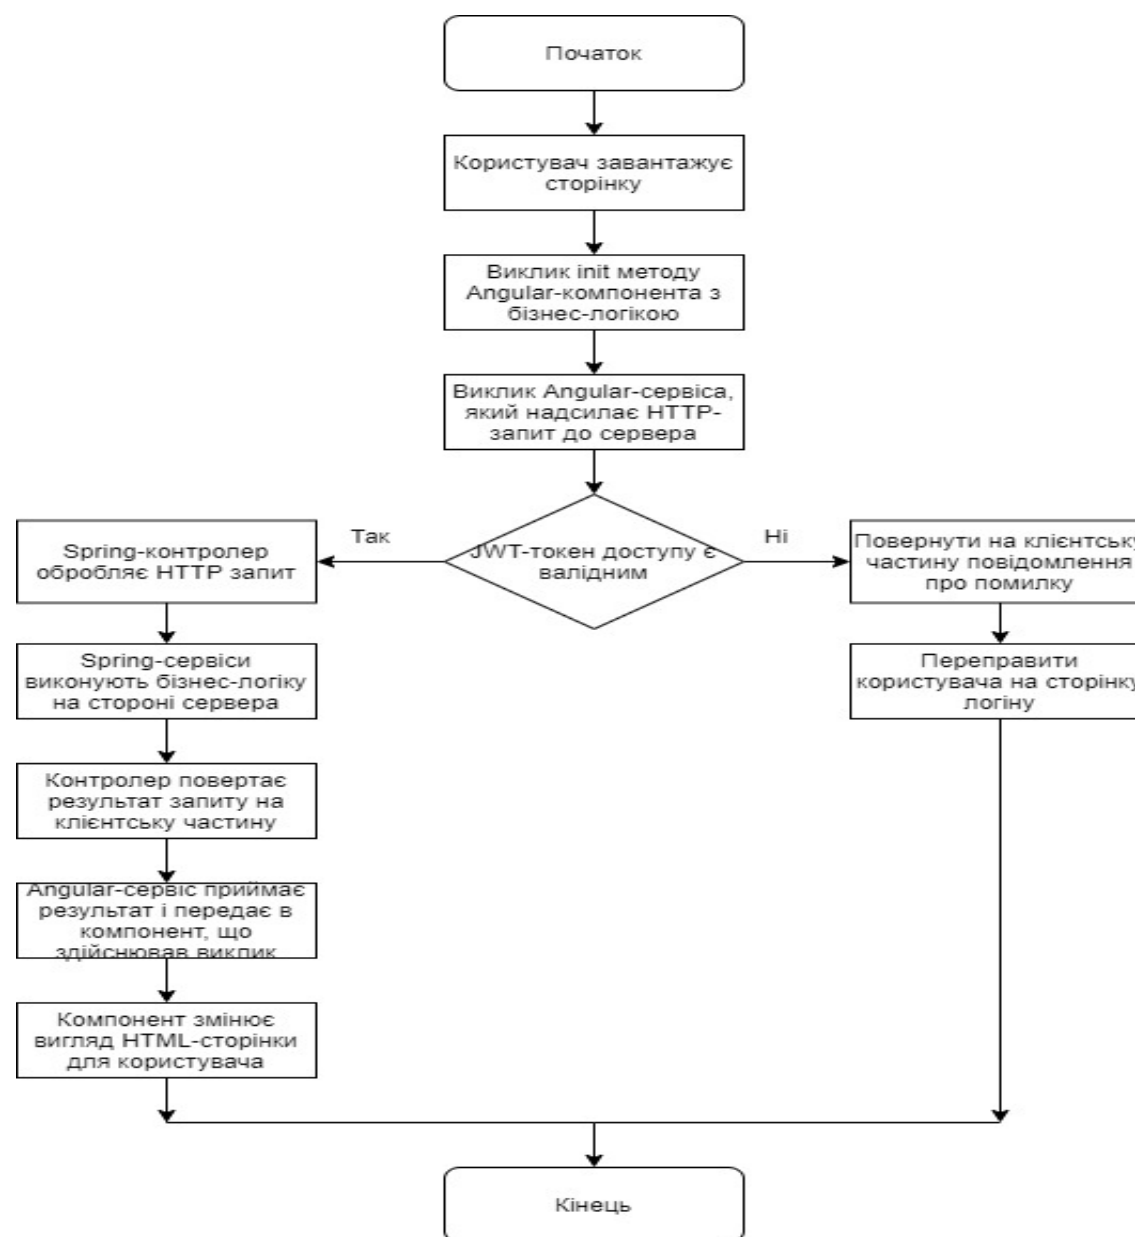 Початок
Користувач завантажує
сторінку
Виклик init методу
Angular-компонента з
бізнес-логікою
Виклик Angular-сервіса,
який надсилає HTTP-
запит до сервера
JWT-токен доступу є
валідним
Так
Ні
Spring-контролер
обробляє HTTP запит
Spring-сервіси
виконують бізнес-логіку
на стороні сервера
Контролер повертає
результат запиту на
клієнтську частину
Angular-сервіс приймає
результат і передає в
компонент, що
здійснював виклик
Компонент змінює
вигляд HTML-сторінки
для користувача
Повернути на клієнтську
частину повідомлення
про помилку
Переправити
користувача на сторінку
логіну
Кінець